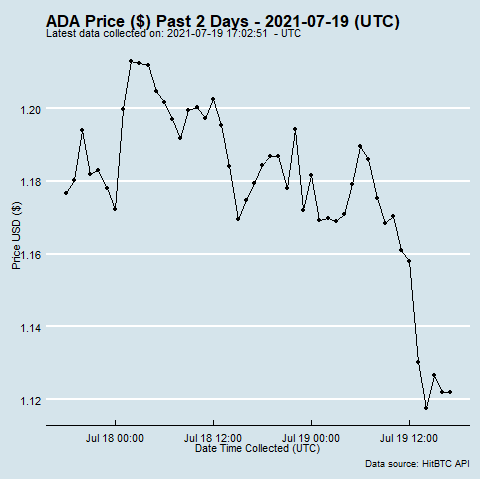 ADA Price ($) Past 2 Days - 2021-07-19 (UTC)
Latest data collected on: 2021-07-19 17:02:51 - UTC
Price USD ($)
1.20
1.18
1.16
1.14
1.12
Jul 18 00:00
Jul 18 12:00
Jul 19 00:00
Jul 19 12:00
Date Time Collected (UTC)
Data source: HitBTC API